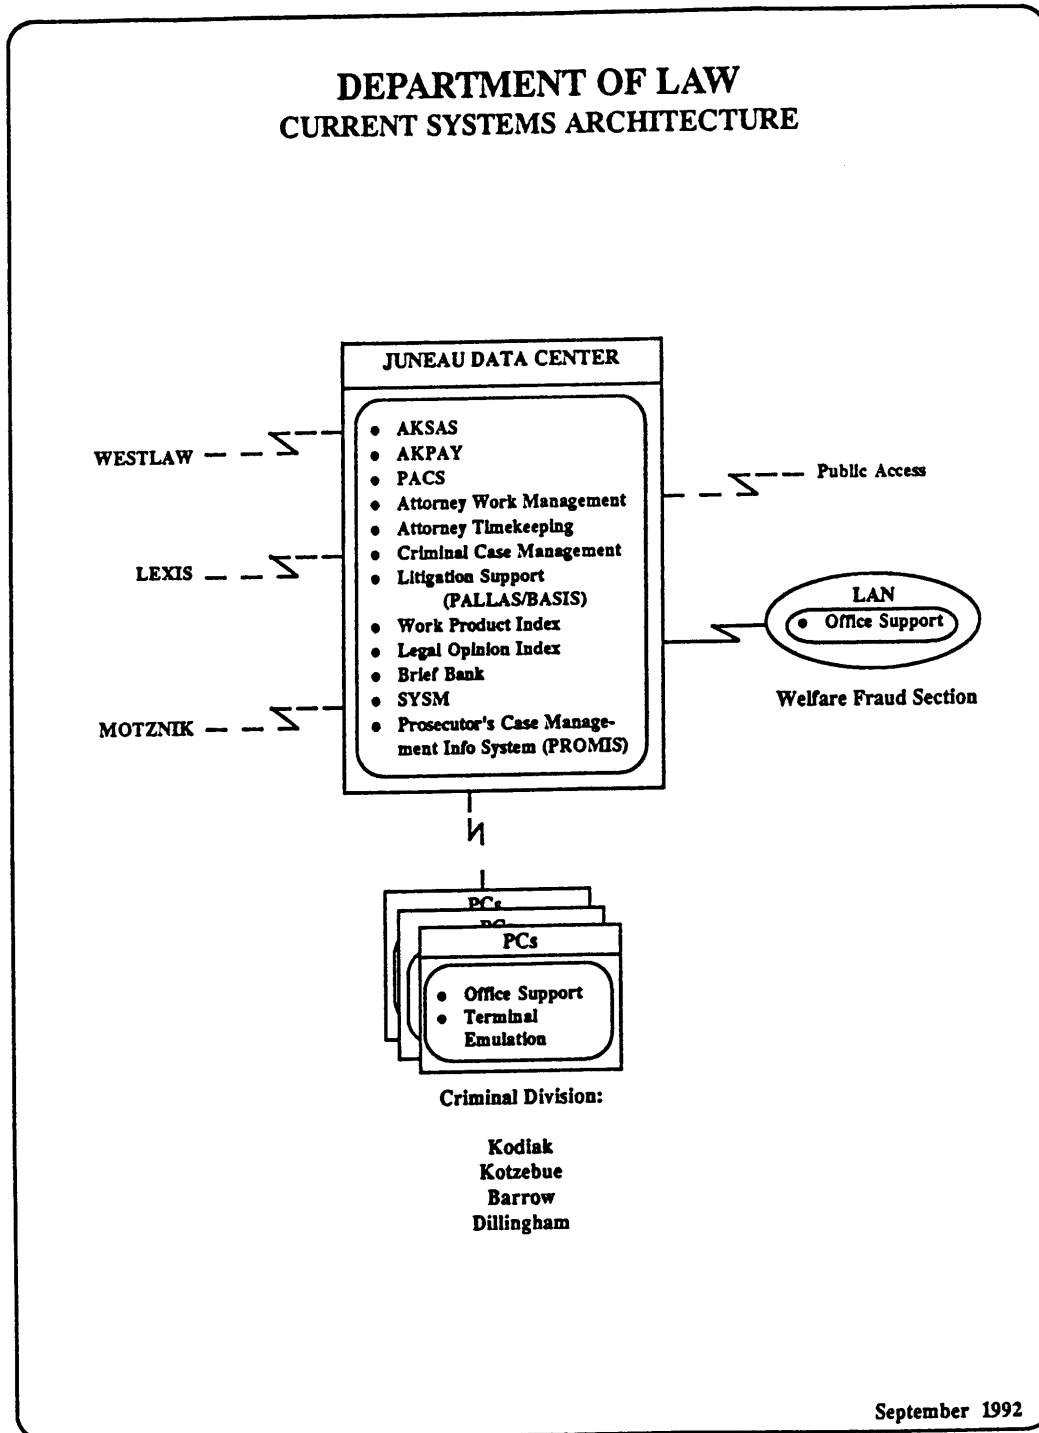 DEPARTMENT OF LAW
CURRENT SYSTEMS ARCHITECTURE
JUNEAU DATA CENTER
• AKSAS
• AKPAY
• PACS
• Attorney Work Management
• Attorney Timekeeping
• Criminal Case Management
• Litigation Support
(PALLAS/BASIS)
• Work Product Index
• Legal Opinion Index
• Brief Bank
• SYSM
• Prosecutor's Case Manage-
ment Info System (PROMIS)
WESTLAW
LEXIS
MOTZNIK
Public Access
LAN
• Office Support
Welfare Fraud Section
PCs
PCs
PCs
• Office Support
• Terminal
Emulation
Criminal Division:
Kodiak
Kotzebue
Barrow
Dillingham
September 1992